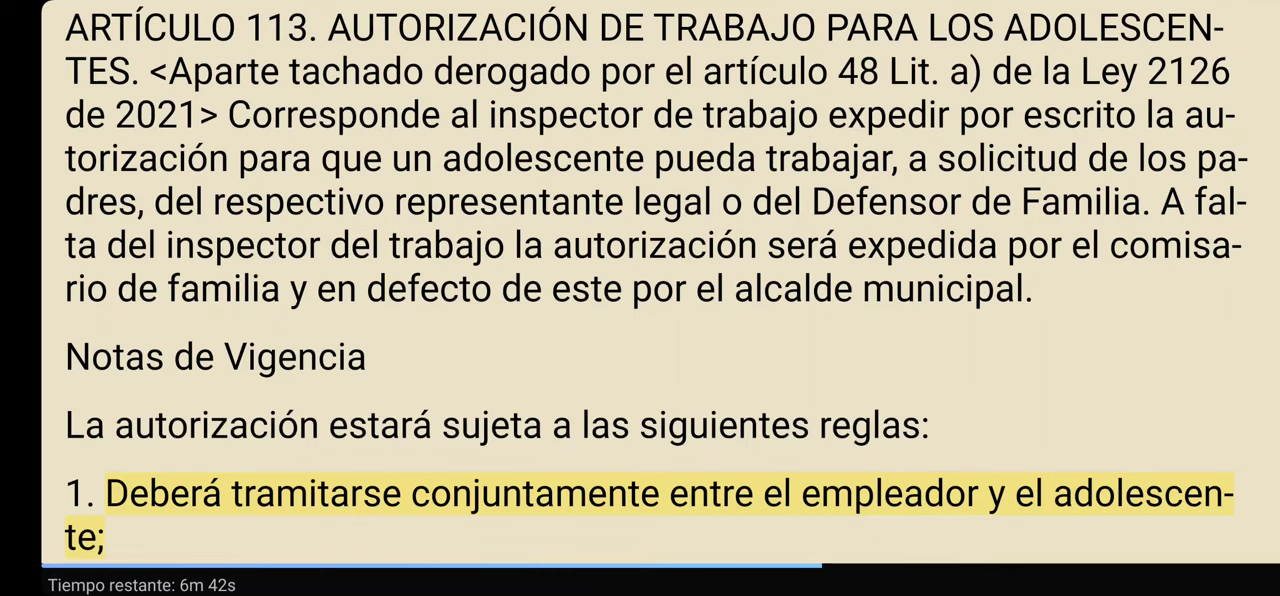 ARTÍCULO 113. AUTORIZACIÓN DE TRABAJO PARA LOS ADOLESCEN-
TES. <Aparte tachado derogado por el artículo 48 Lit. a) de la Ley 2126
de 2021> Corresponde al inspector de trabajo expedir por escrito la au-
torización para que un adolescente pueda trabajar, a solicitud de los pa-
dres, del respectivo representante legal o del Defensor de Familia. A fal-
ta del inspector del trabajo la autorización será expedida por el comisa-
rio de familia y en defecto de este por el alcalde municipal.
Notas de Vigencia
La autorización estará sujeta a las siguientes reglas:
1. Deberá tramitarse conjuntamente entre el empleador y el adolescen-
te;
Tiempo restante: 6m 42s